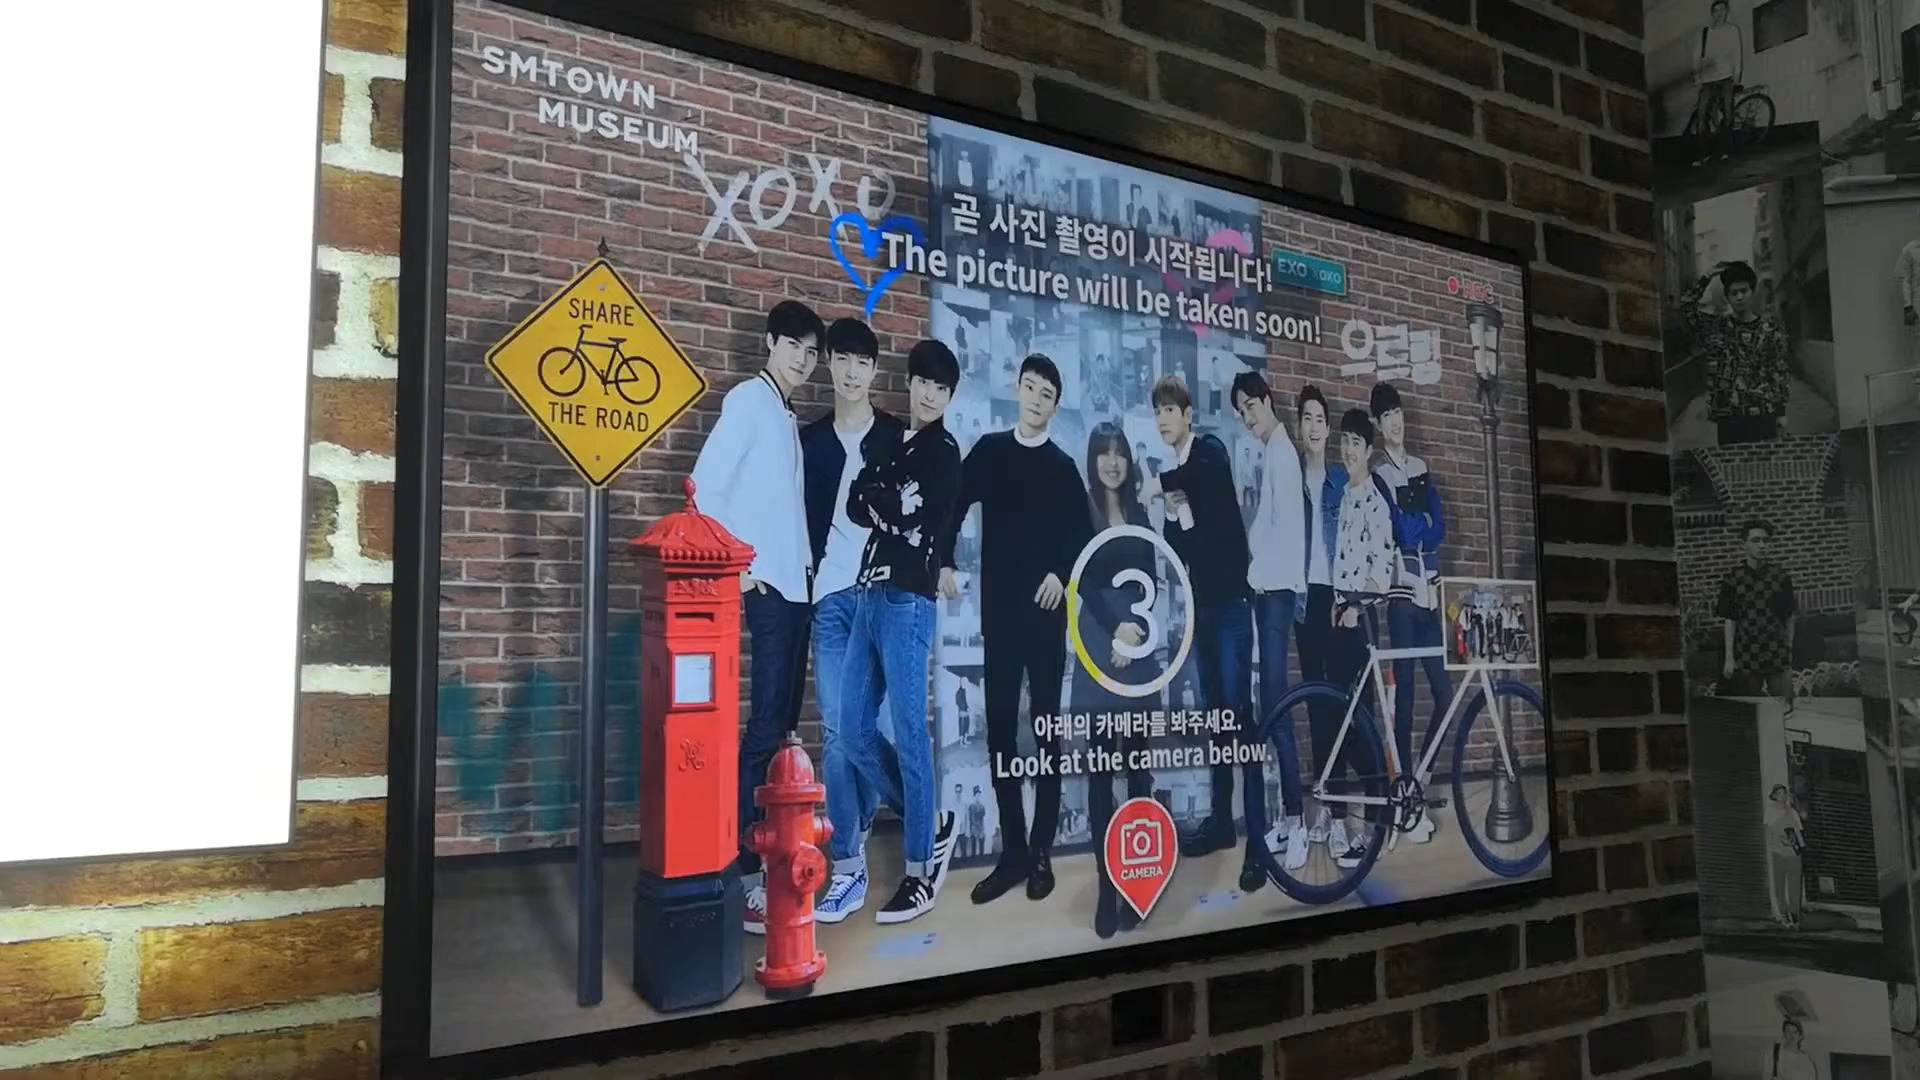 SMTOWN
MUSEUM
XOXO
곧 사진 촬영이 시작됩니다!
The picture will be taken soon!
EXO xoxo
REC
으르렁
SHARE
THE ROAD
3
아래의 카메라를 봐주세요.
Look at the camera below.
CAMERA